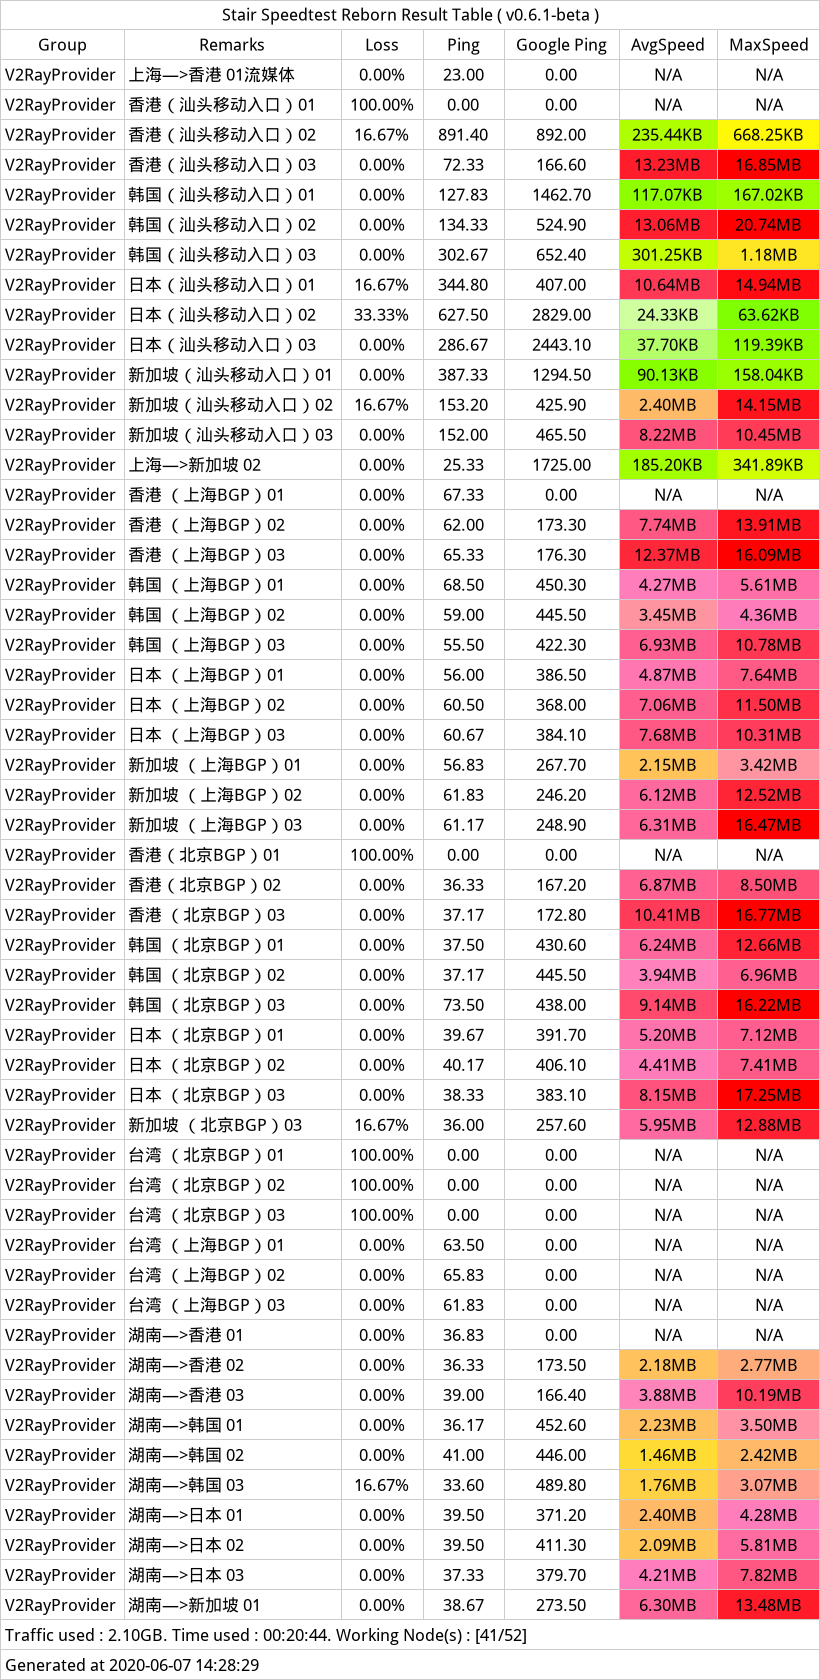 Stair Speedtest Reborn Result Table ( v0.6.1-beta )
Group Remarks Loss Ping Google Ping AvgSpeed MaxSpeed
V2RayProvider 上海—>香港 01流媒体 0.00% 23.00 0.00 N/A N/A
V2RayProvider 香港（汕头移动入口）01 100.00% 0.00 0.00 N/A N/A
V2RayProvider 香港（汕头移动入口）02 16.67% 891.40 892.00 235.44KB 668.25KB
V2RayProvider 香港（汕头移动入口）03 0.00% 72.33 166.60 13.23MB 16.85MB
V2RayProvider 韩国（汕头移动入口）01 0.00% 127.83 1462.70 117.07KB 167.02KB
V2RayProvider 韩国（汕头移动入口）02 0.00% 134.33 524.90 13.06MB 20.74MB
V2RayProvider 韩国（汕头移动入口）03 0.00% 302.67 652.40 301.25KB 1.18MB
V2RayProvider 日本（汕头移动入口）01 16.67% 344.80 407.00 10.64MB 14.94MB
V2RayProvider 日本（汕头移动入口）02 33.33% 627.50 2829.00 24.33KB 63.62KB
V2RayProvider 日本（汕头移动入口）03 0.00% 286.67 2443.10 37.70KB 119.39KB
V2RayProvider 新加坡（汕头移动入口）01 0.00% 387.33 1294.50 90.13KB 158.04KB
V2RayProvider 新加坡（汕头移动入口）02 16.67% 153.20 425.90 2.40MB 14.15MB
V2RayProvider 新加坡（汕头移动入口）03 0.00% 152.00 465.50 8.22MB 10.45MB
V2RayProvider 上海—>新加坡 02 0.00% 25.33 1725.00 185.20KB 341.89KB
V2RayProvider 香港 （上海BGP）01 0.00% 67.33 0.00 N/A N/A
V2RayProvider 香港 （上海BGP）02 0.00% 62.00 173.30 7.74MB 13.91MB
V2RayProvider 香港 （上海BGP）03 0.00% 65.33 176.30 12.37MB 16.09MB
V2RayProvider 韩国 （上海BGP）01 0.00% 68.50 450.30 4.27MB 5.61MB
V2RayProvider 韩国 （上海BGP）02 0.00% 59.00 445.50 3.45MB 4.36MB
V2RayProvider 韩国 （上海BGP）03 0.00% 55.50 422.30 6.93MB 10.78MB
V2RayProvider 日本 （上海BGP）01 0.00% 56.00 386.50 4.87MB 7.64MB
V2RayProvider 日本 （上海BGP）02 0.00% 60.50 368.00 7.06MB 11.50MB
V2RayProvider 日本 （上海BGP）03 0.00% 60.67 384.10 7.68MB 10.31MB
V2RayProvider 新加坡 （上海BGP）01 0.00% 56.83 267.70 2.15MB 3.42MB
V2RayProvider 新加坡 （上海BGP）02 0.00% 61.83 246.20 6.12MB 12.52MB
V2RayProvider 新加坡 （上海BGP）03 0.00% 61.17 248.90 6.31MB 16.47MB
V2RayProvider 香港（北京BGP）01 100.00% 0.00 0.00 N/A N/A
V2RayProvider 香港（北京BGP）02 0.00% 36.33 167.20 6.87MB 8.50MB
V2RayProvider 香港（北京BGP）03 0.00% 37.17 172.80 10.41MB 16.77MB
V2RayProvider 韩国 （北京BGP）01 0.00% 37.50 430.60 6.24MB 12.66MB
V2RayProvider 韩国 （北京BGP）02 0.00% 37.17 445.50 3.94MB 6.96MB
V2RayProvider 韩国 （北京BGP）03 0.00% 73.50 438.00 9.14MB 16.22MB
V2RayProvider 日本 （北京BGP）01 0.00% 39.67 391.70 5.20MB 7.12MB
V2RayProvider 日本 （北京BGP）02 0.00% 40.17 406.10 4.41MB 7.41MB
V2RayProvider 日本 （北京BGP）03 0.00% 38.33 383.10 8.15MB 17.25MB
V2RayProvider 新加坡 （北京BGP）03 16.67% 36.00 257.60 5.95MB 12.88MB
V2RayProvider 台湾 （北京BGP）01 100.00% 0.00 0.00 N/A N/A
V2RayProvider 台湾 （北京BGP）02 100.00% 0.00 0.00 N/A N/A
V2RayProvider 台湾 （北京BGP）03 100.00% 0.00 0.00 N/A N/A
V2RayProvider 台湾 （上海BGP）01 0.00% 63.50 0.00 N/A N/A
V2RayProvider 台湾 （上海BGP）02 0.00% 65.83 0.00 N/A N/A
V2RayProvider 台湾 （上海BGP）03 0.00% 61.83 0.00 N/A N/A
V2RayProvider 湖南—>香港 01 0.00% 36.83 0.00 N/A N/A
V2RayProvider 湖南—>香港 02 0.00% 36.33 173.50 2.18MB 2.77MB
V2RayProvider 湖南—>香港 03 0.00% 39.00 166.40 3.88MB 10.19MB
V2RayProvider 湖南—>韩国 01 0.00% 36.17 452.60 2.23MB 3.50MB
V2RayProvider 湖南—>韩国 02 0.00% 41.00 446.00 1.46MB 2.42MB
V2RayProvider 湖南—>韩国 03 16.67% 33.60 489.80 1.76MB 3.07MB
V2RayProvider 湖南—>日本 01 0.00% 39.50 371.20 2.40MB 4.28MB
V2RayProvider 湖南—>日本 02 0.00% 39.50 411.30 2.09MB 5.81MB
V2RayProvider 湖南—>日本 03 0.00% 37.33 379.70 4.21MB 7.82MB
V2RayProvider 湖南—>新加坡 01 0.00% 38.67 273.50 6.30MB 13.48MB
Traffic used : 2.10GB. Time used : 00:20:44. Working Node(s) : [41/52]
Generated at 2020-06-07 14:28:29